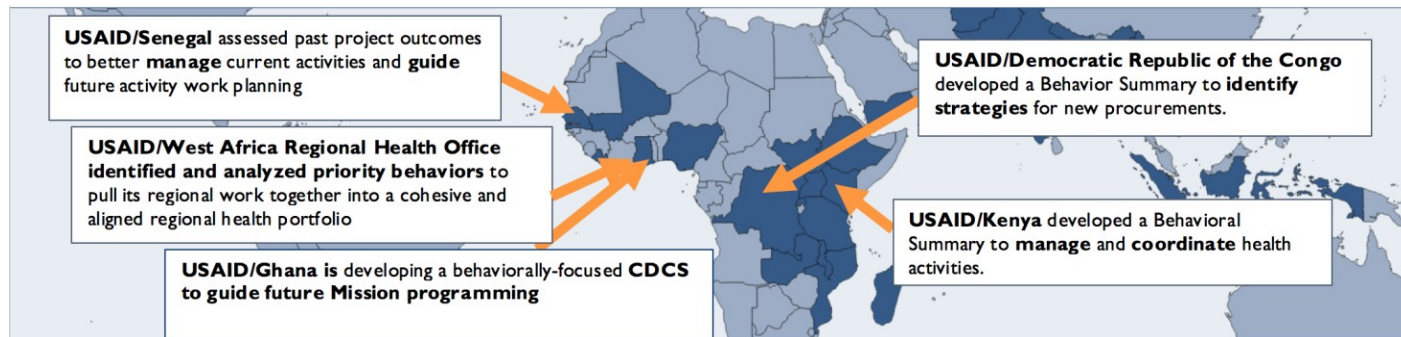 USAID/Senegal assessed past project outcomes
to better manage current activities and guide
future activity work planning
USAID/West Africa Regional Health Office
identified and analyzed priority behaviors to
pull its regional work together into a cohesive and
aligned regional health portfolio
USAID/Ghana is developing a behaviorally-focused CDCS
to guide future Mission programming
USAID/Democratic Republic of the Congo
developed a Behavior Summary to identify
strategies for new procurements.
USAID/Kenya developed a Behavioral
Summary to manage and coordinate health
activities.